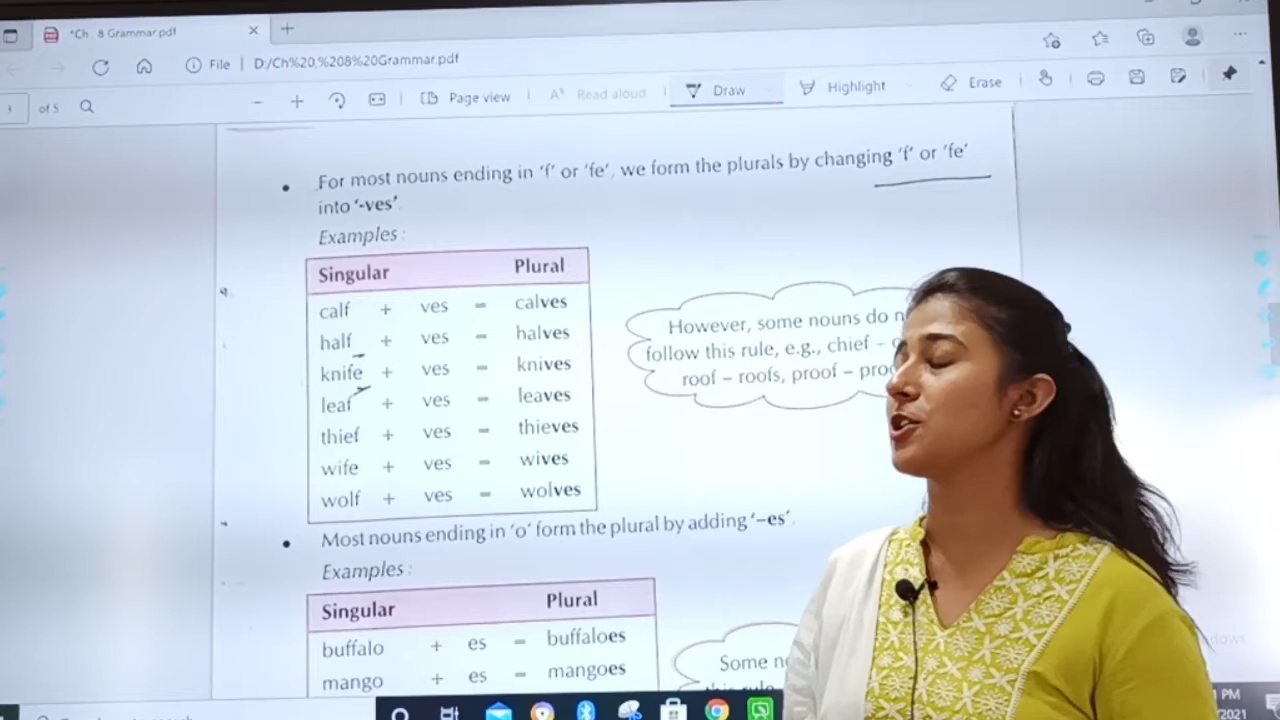 *Ch 8 Grammar.pdf
File | D:/Ch%20,%208%20Grammar.pdf
of 5
Page view
Read aloud
Draw
Highlight
Erase
For most nouns ending in ‘f’ or ‘fe’, we form the plurals by changing ‘f’ or ‘fe’
into ‘-ves’.
Examples :
Singular Plural
calf + ves = calves
half + ves = halves
knife + ves = knives
leaf + ves = leaves
thief + ves = thieves
wife + ves = wives
wolf + ves = wolves
However, some nouns do
follow this rule, e.g., chief –
roof – roofs, proof –
Most nouns ending in ‘o’ form the plural by adding ‘–es’.
Examples :
Singular Plural
buffalo + es = buffaloes
mango + es = mangoes
Some
PM
/2021